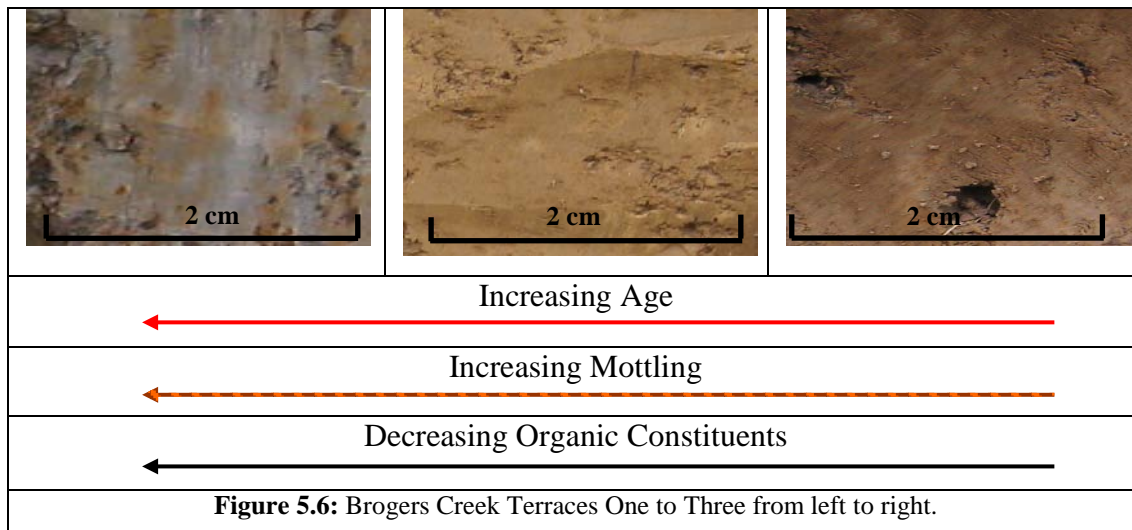 2 cm
2 cm
2 cm
Increasing Age
Increasing Mottling
Decreasing Organic Constituents
Figure 5.6: Brogers Creek Terraces One to Three from left to right.